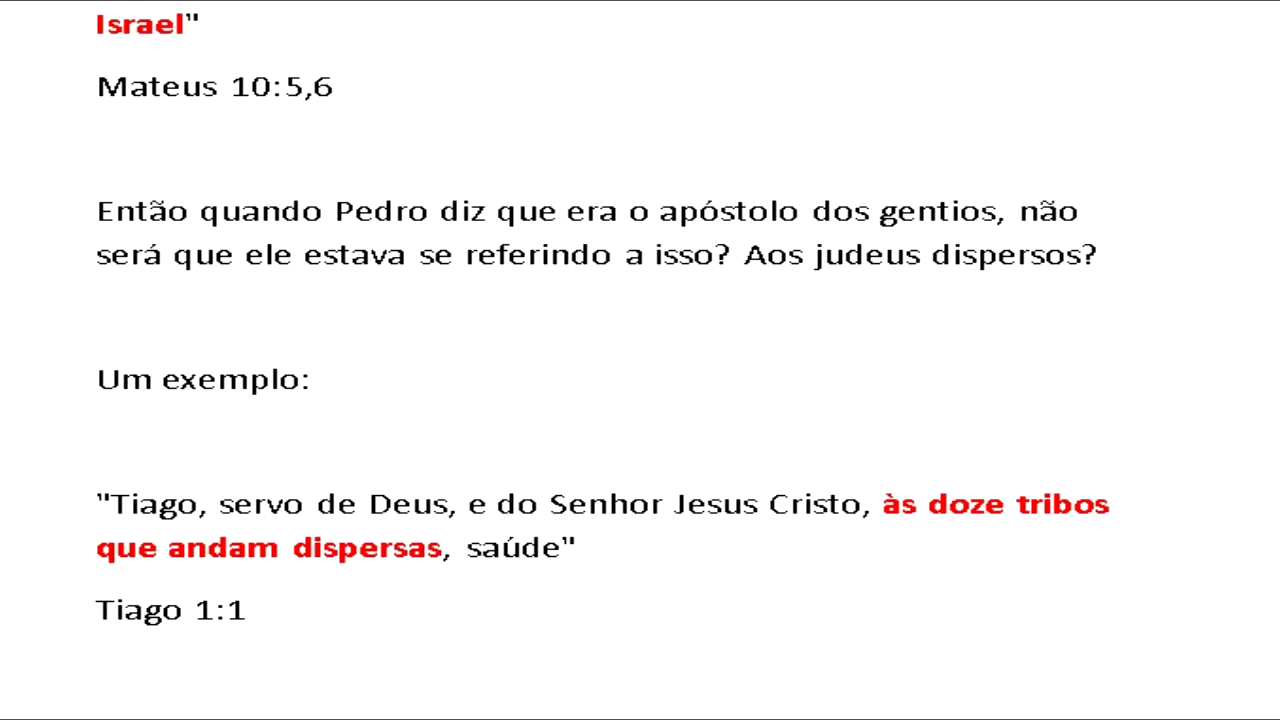 Israel"
Mateus 10:5,6
Então quando Pedro diz que era o apóstolo dos gentios, não
será que ele estava se referindo a isso? Aos judeus dispersos?
Um exemplo:
"Tiago, servo de Deus, e do Senhor Jesus Cristo, às doze tribos
que andam dispersas, saúde"
Tiago 1:1